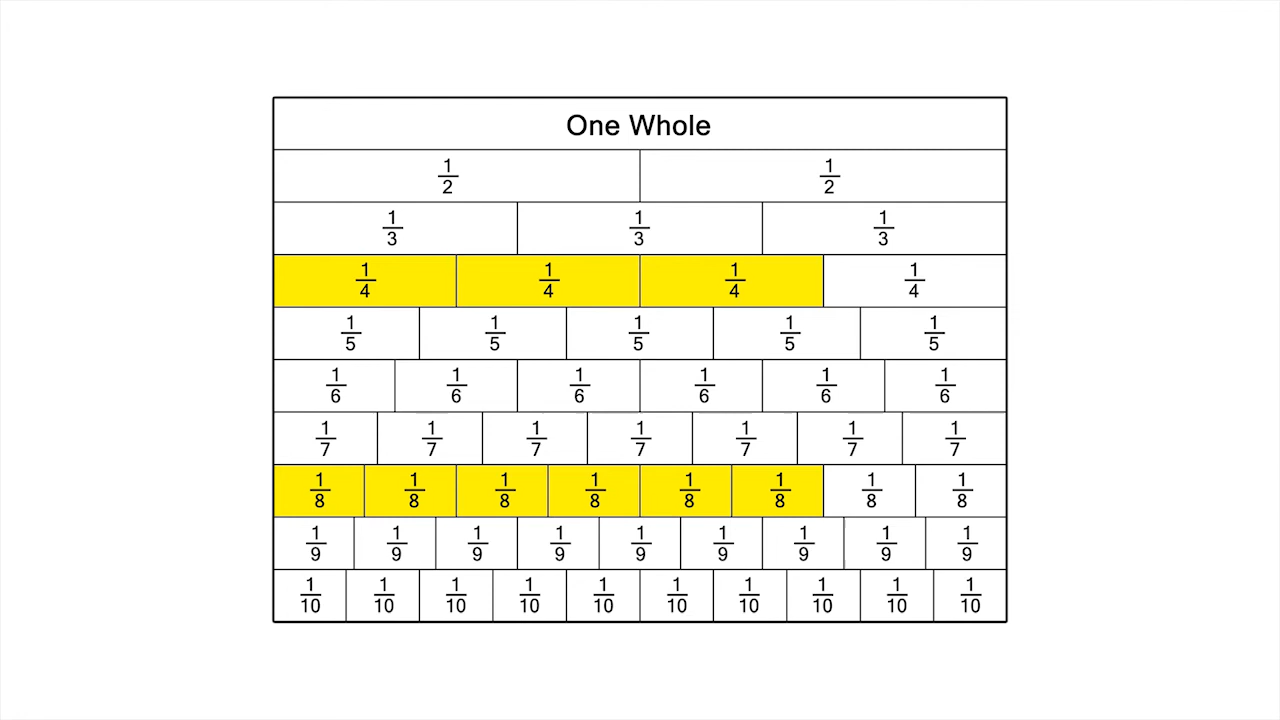 One Whole
1/2 1/2
1/3 1/3 1/3
1/4 1/4 1/4 1/4
1/5 1/5 1/5 1/5 1/5
1/6 1/6 1/6 1/6 1/6 1/6
1/7 1/7 1/7 1/7 1/7 1/7 1/7
1/8 1/8 1/8 1/8 1/8 1/8 1/8 1/8
1/9 1/9 1/9 1/9 1/9 1/9 1/9 1/9 1/9
1/10 1/10 1/10 1/10 1/10 1/10 1/10 1/10 1/10 1/10